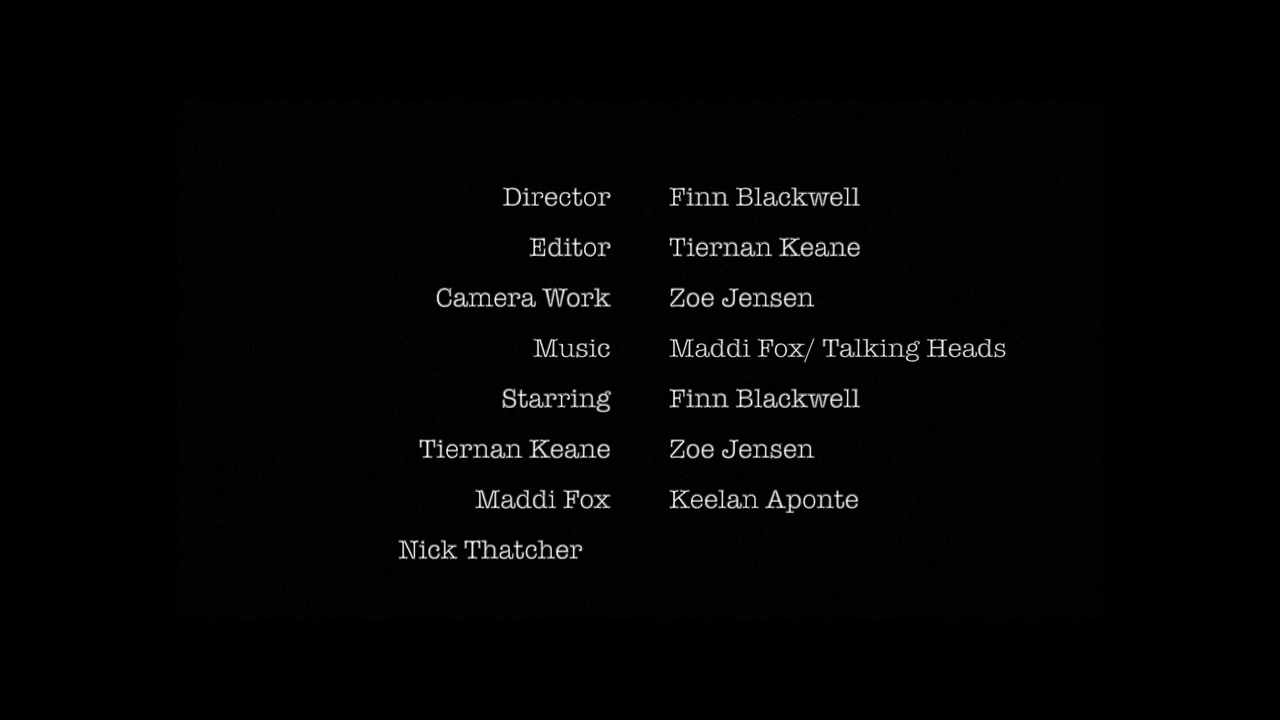 Director Finn Blackwell
Editor Tiernan Keane
Camera Work Zoe Jensen
Music Maddi Fox/ Talking Heads
Starring Finn Blackwell
Tiernan Keane Zoe Jensen
Maddi Fox Keelan Aponte
Nick Thatcher